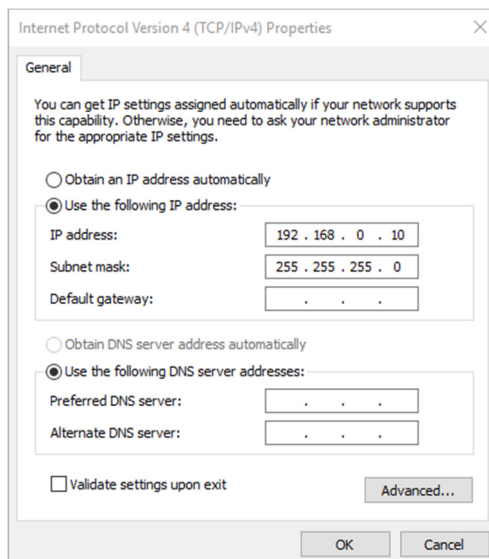 Internet Protocol Version 4 (TCP/IPv4) Properties
General
You can get IP settings assigned automatically if your network supports
this capability. Otherwise, you need to ask your network administrator
for the appropriate IP settings.
Obtain an IP address automatically
Use the following IP address:
IP address: 192 . 168 . 0 . 10
Subnet mask: 255 . 255 . 255 . 0
Default gateway: . . .
Obtain DNS server address automatically
Use the following DNS server addresses:
Preferred DNS server: . . .
Alternate DNS server: . . .
Validate settings upon exit
Advanced...
OK Cancel